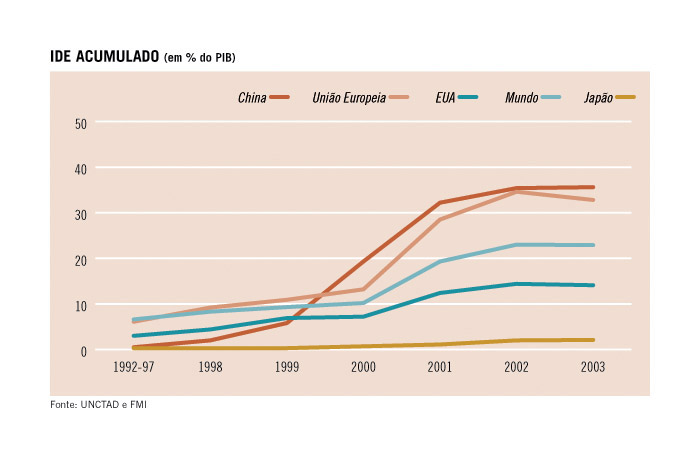 IDE ACUMULADO (em % do PIB)
China União Europeia EUA Mundo Japão
50
40
30
20
10
0
1992-97 1998 1999 2000 2001 2002 2003
Fonte: UNCTAD e FMI